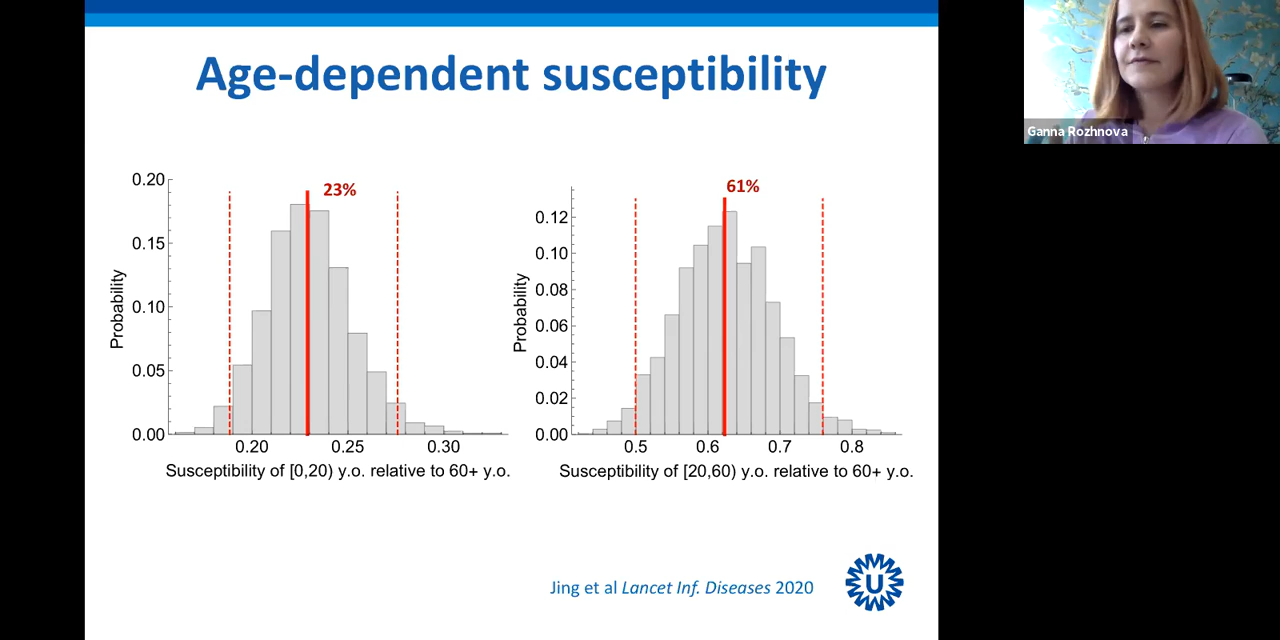 Age-dependent susceptibility
Ganna Rozhnova
23%
0.20
0.15
0.10
0.05
0.00
Probability
0.20 0.25 0.30
Susceptibility of [0,20) y.o. relative to 60+ y.o.
61%
0.12
0.10
0.08
0.06
0.04
0.02
0.00
Probability
0.5 0.6 0.7 0.8
Susceptibility of [20,60) y.o. relative to 60+ y.o.
Jing et al Lancet Inf. Diseases 2020
U